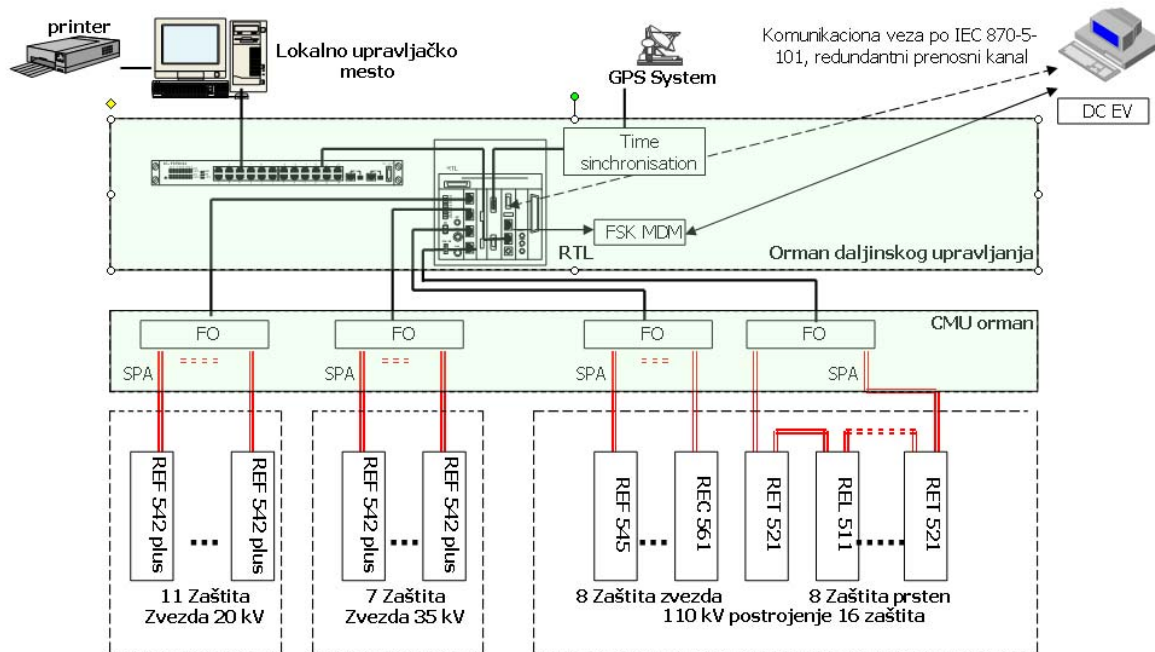 printer
Lokalno upravljačko
mesto
GPS System
Komunikaciona veza po IEC 870-5-
101, redundantni prenosni kanal
DC EV
Time
sinchronisation
RTL
FSK MDM
RTL
Orman daljinskog upravljanja
CMU orman
FO
FO
FO
FO
SPA
SPA
SPA
SPA
REF 542 plus
REF 542 plus
REF 542 plus
REF 542 plus
REF 545
REC 561
RET 521
REL 511
RET 521
11 Zaštita
Zvezda 20 kV
7 Zaštita
Zvezda 35 kV
8 Zaštita zvezda
8 Zaštita prsten
110 kV postrojenje 16 zaštita